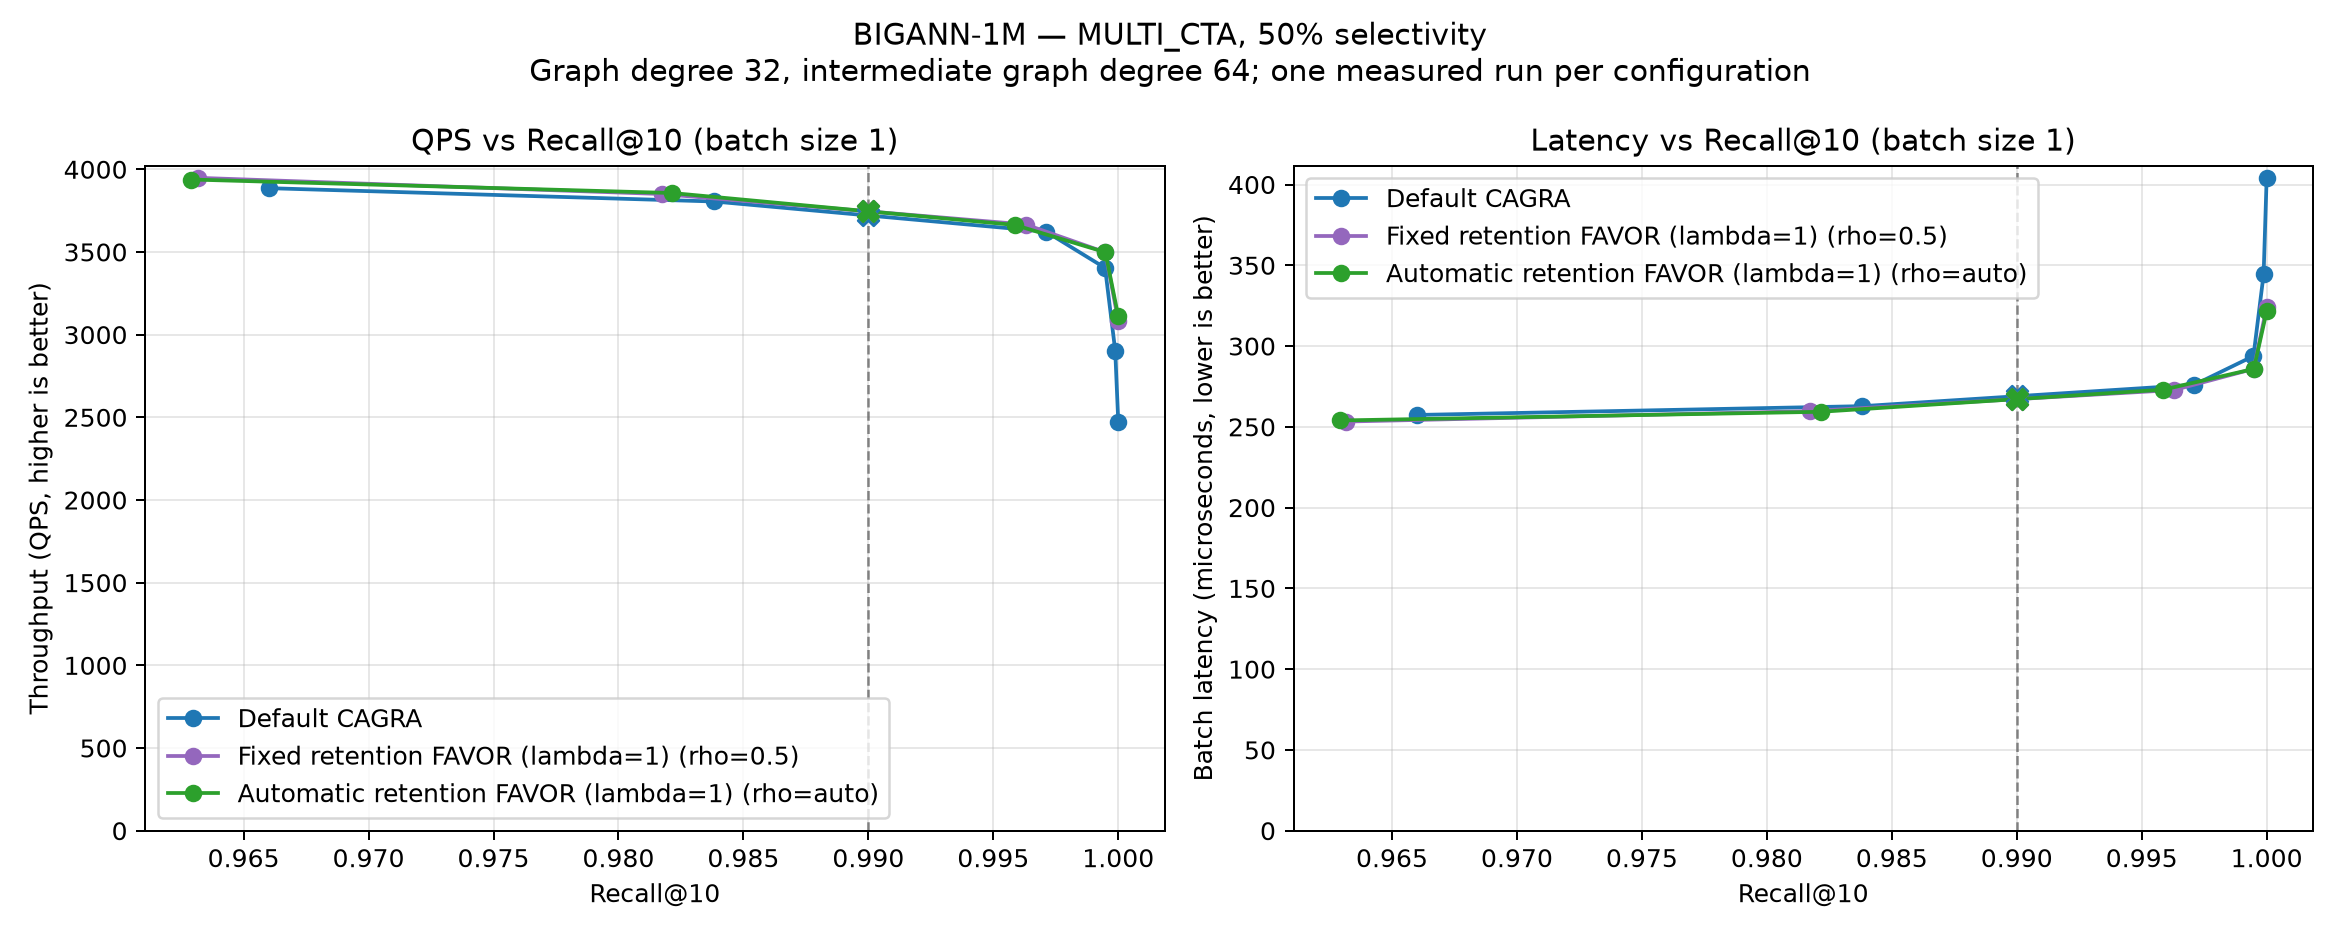 BIGANN-1M — MULTI_CTA, 50% selectivity
Graph degree 32, intermediate graph degree 64; one measured run per configuration
QPS vs Recall@10 (batch size 1)
Throughput (QPS, higher is better)
4000
3500
3000
2500
2000
1500
1000
500
0
Default CAGRA
Fixed retention FAVOR (lambda=1) (rho=0.5)
Automatic retention FAVOR (lambda=1) (rho=auto)
0.965 0.970 0.975 0.980 0.985 0.990 0.995 1.000
Recall@10
Latency vs Recall@10 (batch size 1)
Batch latency (microseconds, lower is better)
400
350
300
250
200
150
100
50
0
Default CAGRA
Fixed retention FAVOR (lambda=1) (rho=0.5)
Automatic retention FAVOR (lambda=1) (rho=auto)
0.965 0.970 0.975 0.980 0.985 0.990 0.995 1.000
Recall@10